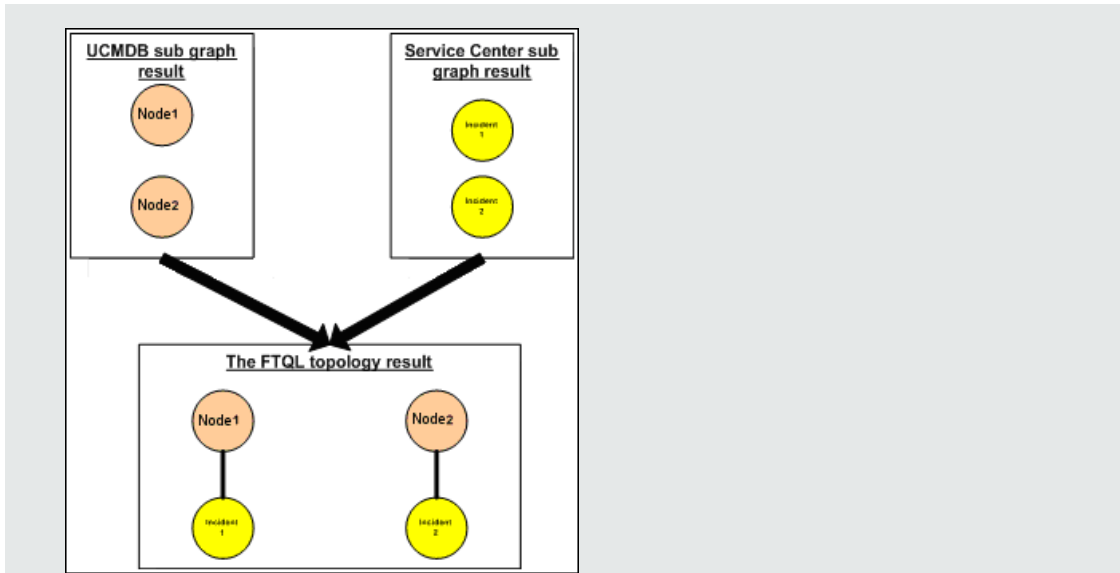 UCMDB sub graph
result
Node1
Node2
Service Center sub
graph result
Incident
1
Incident
2
The FTQL topology result
Node1
Node2
Incident
1
Incident
2